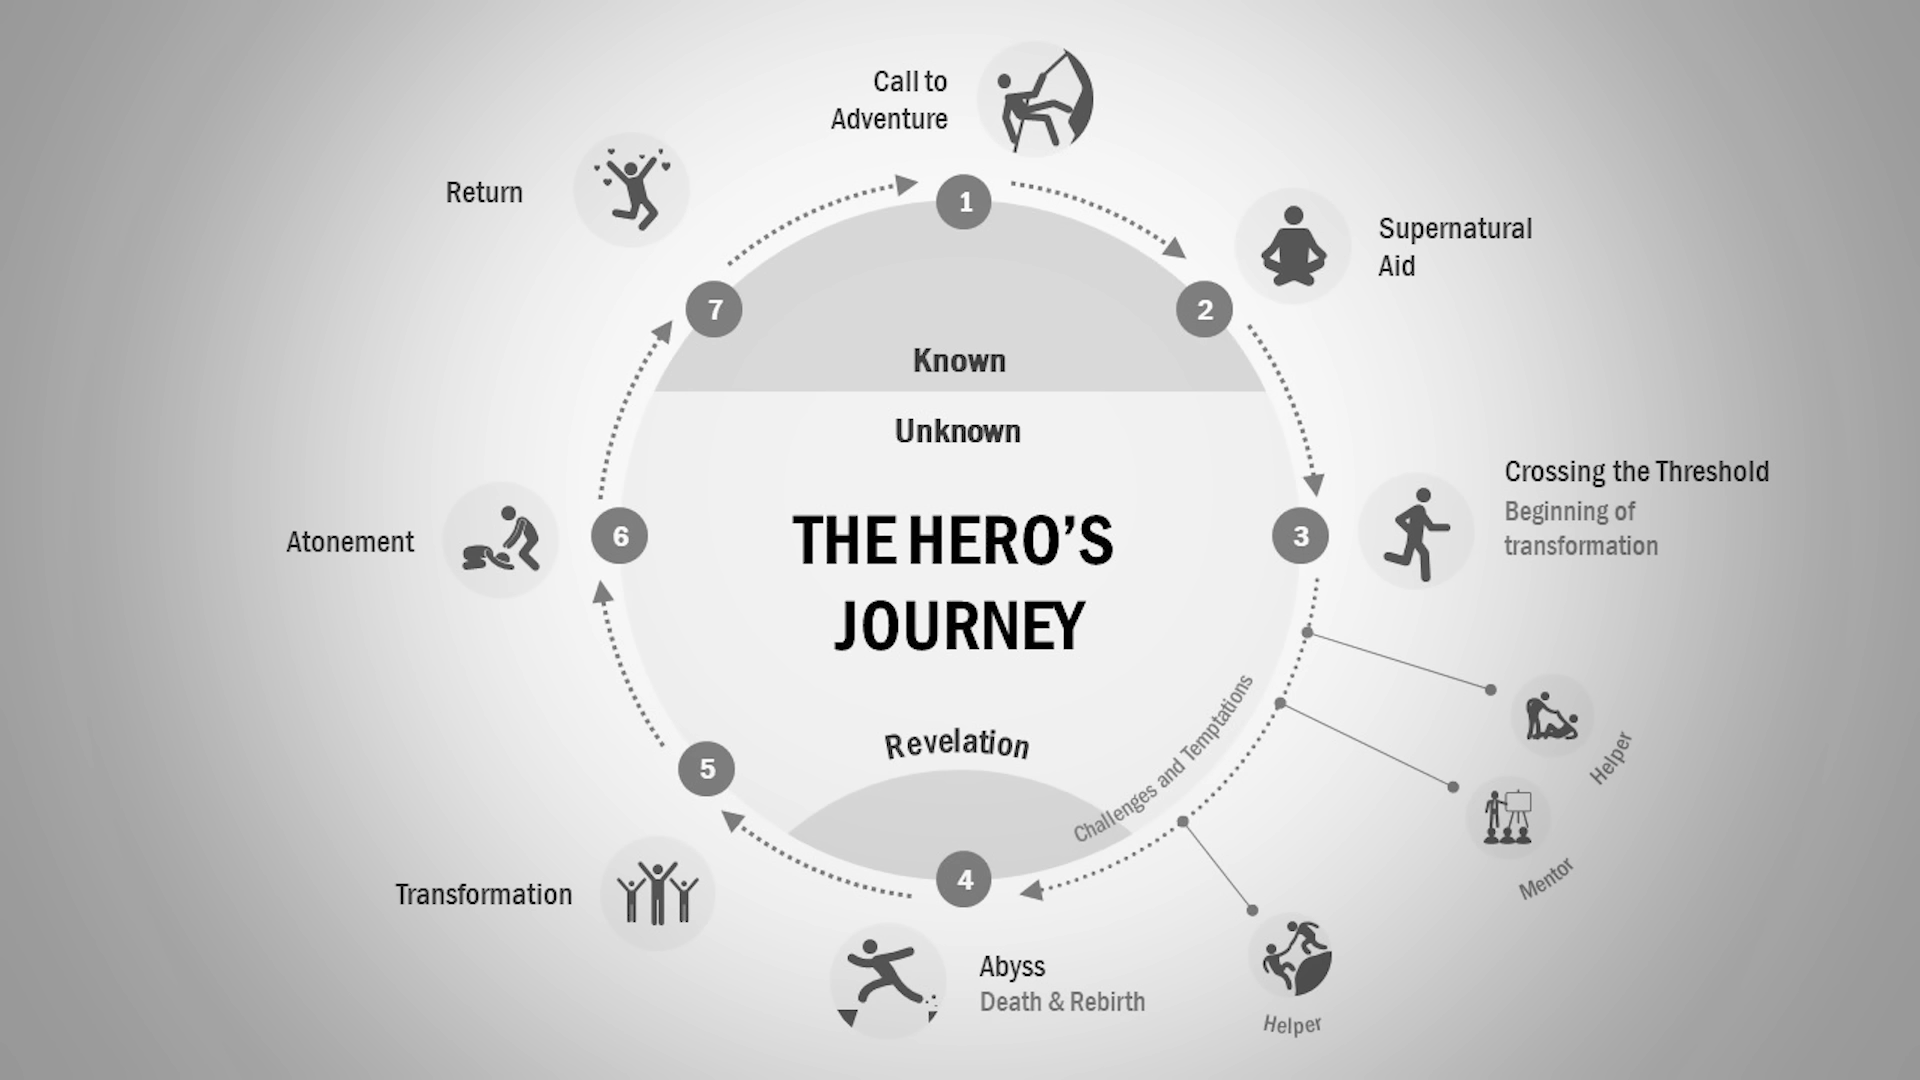 Call to
Adventure
Return
1
Supernatural
Aid
7
2
Known
Unknown
Crossing the Threshold
Beginning of
transformation
Atonement
6
3
THE HERO'S
JOURNEY
Revelation
Challenges and Temptations
Helper
5
Mentor
4
Transformation
Abyss
Death & Rebirth
Helper